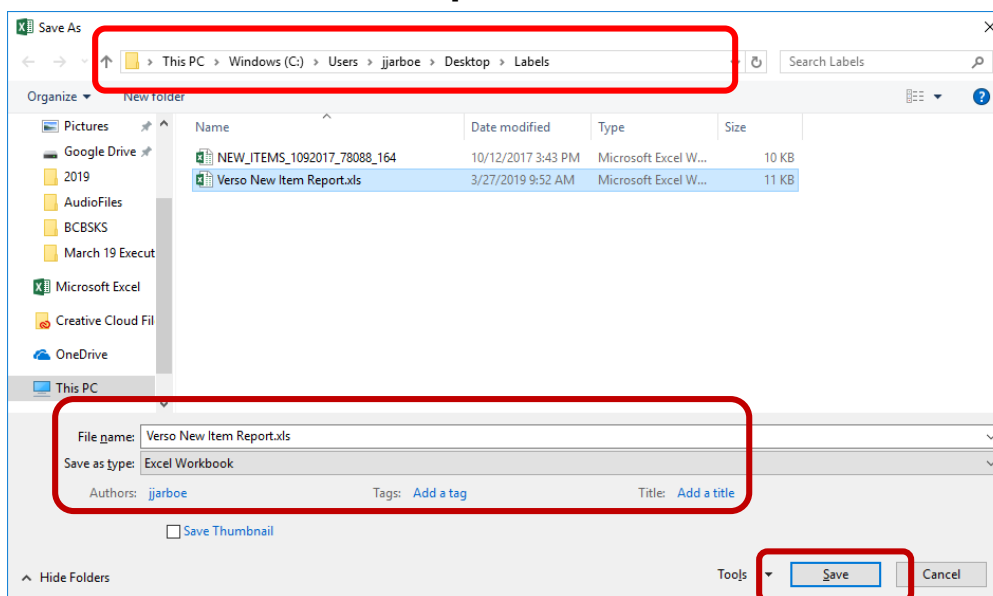 Save As
This PC > Windows (C:) > Users > jjarboe > Desktop > Labels
Search Labels
Organize
New folder
Name
Date modified
Type
Size
Pictures
Google Drive
2019
AudioFiles
BCBSKS
March 19 Execut
Microsoft Excel
Creative Cloud Fil
OneDrive
This PC
NEW_ITEMS_1092017_78088_164 10/12/2017 3:43 PM Microsoft Excel W... 10 KB
Verso New Item Report.xls 3/27/2019 9:52 AM Microsoft Excel W... 11 KB
File name: Verso New Item Report.xls
Save as type: Excel Workbook
Authors: jjarboe Tags: Add a tag Title: Add a title
Save Thumbnail
Hide Folders
Tools
Save
Cancel